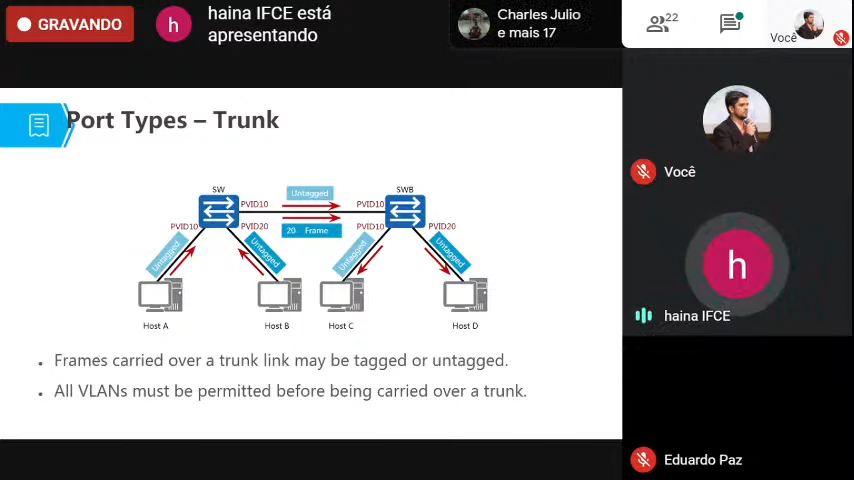 GRAVANDO
h
haina IFCE está
apresentando
Charles Julio
e mais 17
22
Você
Port Types – Trunk
SW
Untagged
SWB
PVID10
PVID10
PVID10
PVID20
20 Frame
PVID10
PVID20
Untagged
Untagged
Untagged
Untagged
Host A
Host B
Host C
Host D
• Frames carried over a trunk link may be tagged or untagged.
• All VLANs must be permitted before being carried over a trunk.
Você
h
haina IFCE
Eduardo Paz